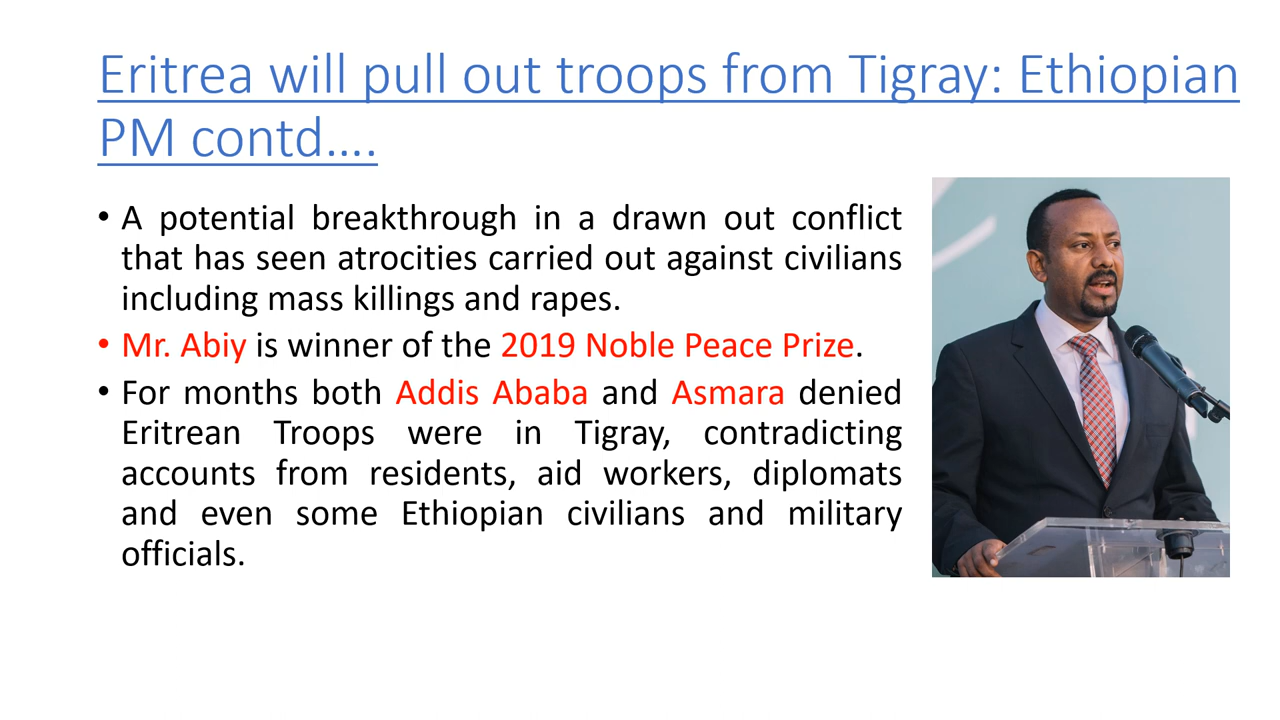 Eritrea will pull out troops from Tigray: Ethiopian
PM contd….
• A potential breakthrough in a drawn out conflict
that has seen atrocities carried out against civilians
including mass killings and rapes.
• Mr. Abiy is winner of the 2019 Noble Peace Prize.
• For months both Addis Ababa and Asmara denied
Eritrean Troops were in Tigray, contradicting
accounts from residents, aid workers, diplomats
and even some Ethiopian civilians and military
officials.